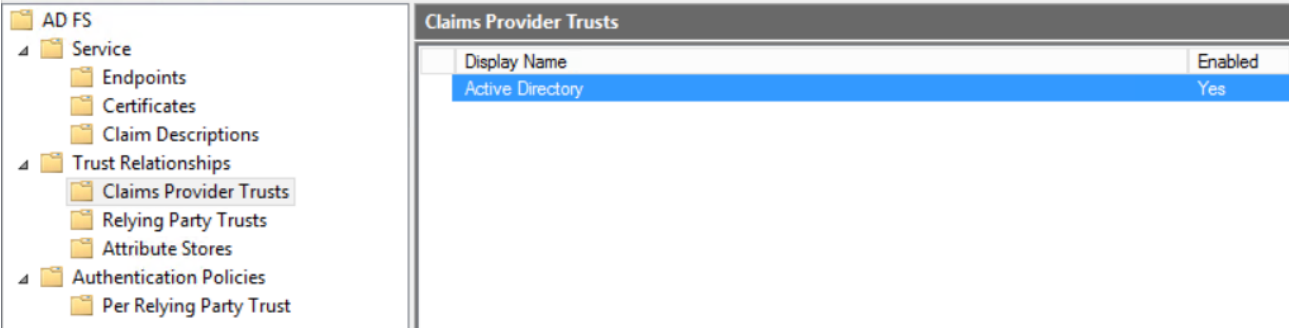 AD FS
Service
Endpoints
Certificates
Claim Descriptions
Trust Relationships
Claims Provider Trusts
Relying Party Trusts
Attribute Stores
Authentication Policies
Per Relying Party Trust
Claims Provider Trusts
Display Name Enabled
Active Directory Yes